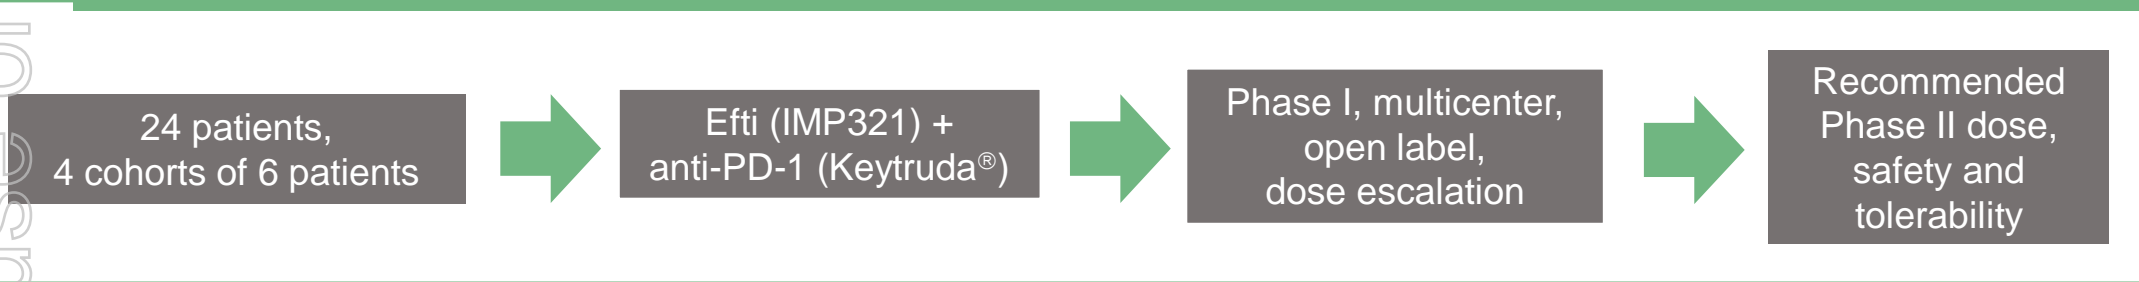 24 patients,
4 cohorts of 6 patients
Efti (IMP321) +
anti-PD-1 (Keytruda®)
Phase I, multicenter,
open label,
dose escalation
Recommended
Phase II dose,
safety and
tolerability